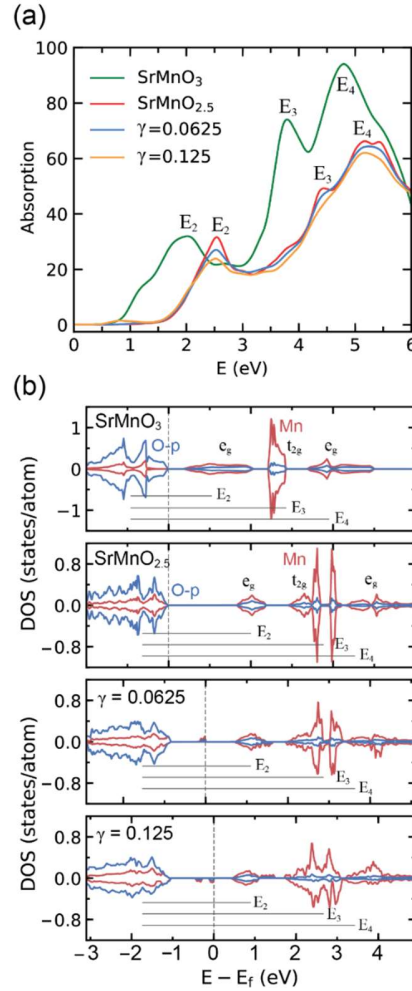 (a)
SrMnO3
SrMnO2.5
γ=0.0625
γ=0.125
E2
E2
E3
E4
E3
E4
100
80
60
40
20
0
Absorption
0 1 2 3 4 5 6
E (eV)
(b)
SrMnO3
O-p
eg
Mn
t2g
eg
E2
E3
E4
1
0
-1
SrMnO2.5
O-p
eg
t2g
Mn
eg
E2
E3
E4
0.8
0.0
-0.8
DOS (states/atom)
γ = 0.0625
E2
E3
E4
0.8
0.0
-0.8
γ = 0.125
E2
E3
E4
0.8
0.0
-0.8
DOS (states/atom)
-3 -2 -1 0 1 2 3 4 5
E − Ef (eV)